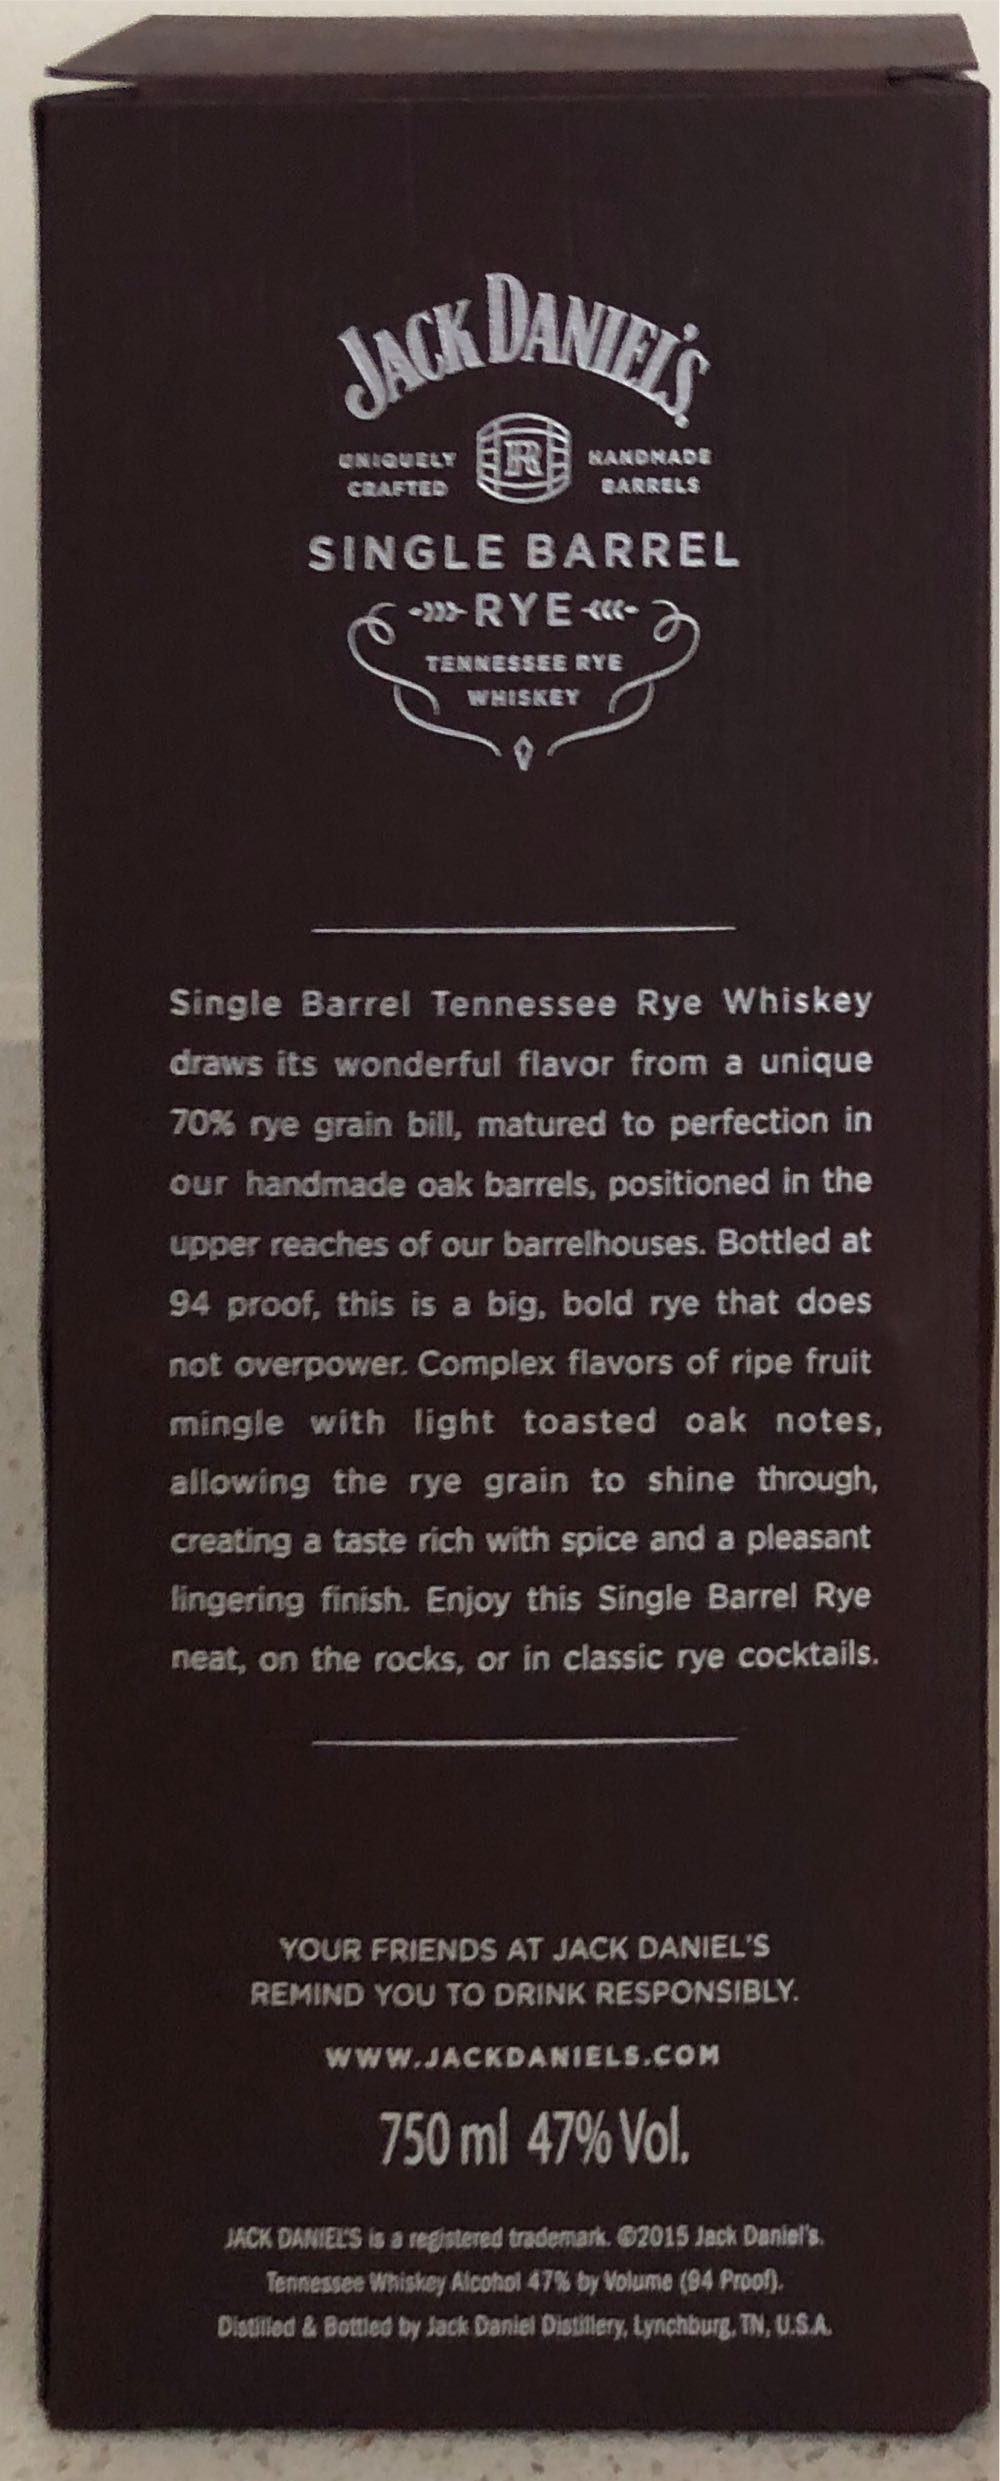 JACK DANIEL'S
UNIQUELY CRAFTED
R
HANDMADE BARRELS
SINGLE BARREL
RYE
TENNESSEE RYE
WHISKEY
Single Barrel Tennessee Rye Whiskey
draws its wonderful flavor from a unique
70% rye grain bill, matured to perfection in
our handmade oak barrels, positioned in the
upper reaches of our barrelhouses. Bottled at
94 proof, this is a big, bold rye that does
not overpower. Complex flavors of ripe fruit
mingle with light toasted oak notes,
allowing the rye grain to shine through,
creating a taste rich with spice and a pleasant
lingering finish. Enjoy this Single Barrel Rye
neat, on the rocks, or in classic rye cocktails.
YOUR FRIENDS AT JACK DANIEL'S
REMIND YOU TO DRINK RESPONSIBLY.
WWW.JACKDANIELS.COM
750 ml 47% Vol.
JACK DANIEL'S is a registered trademark. ©2015 Jack Daniel's.
Tennessee Whiskey Alcohol 47% by Volume (94 Proof).
Distilled & Bottled by Jack Daniel Distillery, Lynchburg, TN, U.S.A.